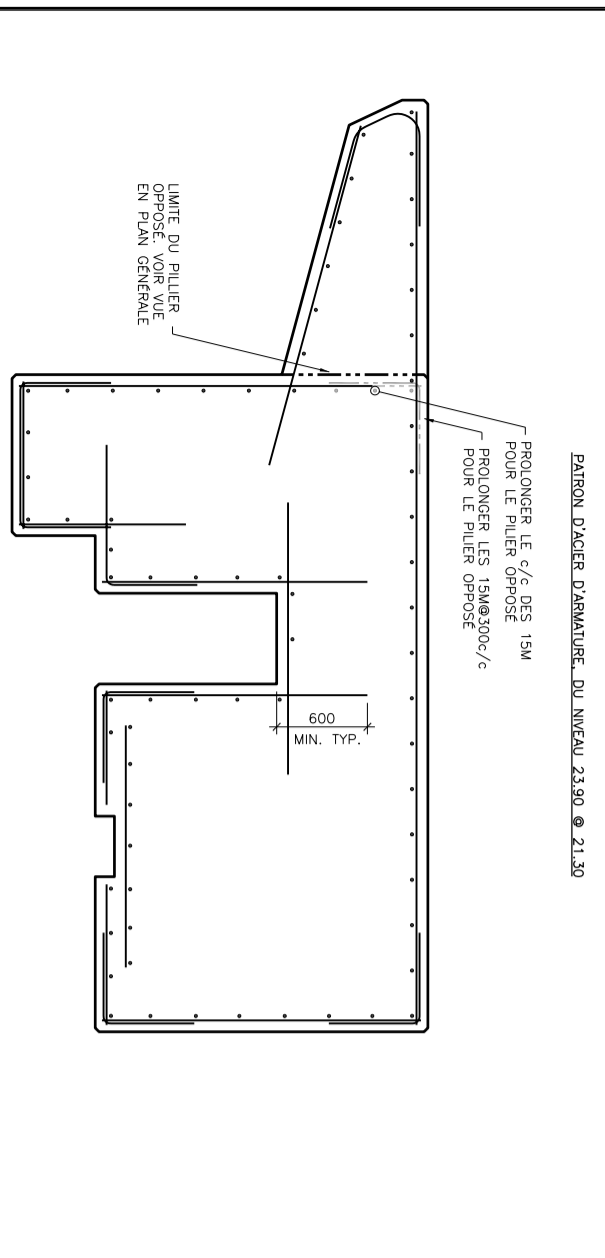 PATRON D'ACIER D'ARMATURE, DU NIVEAU 23.90 @ 21.30
PROLONGER LE c/c DES 15M
POUR LE PILIER OPPOSÉ
PROLONGER LES 15M@300c/c
POUR LE PILIER OPPOSÉ
LIMITE DU PILLIER
OPPOSÉ. VOIR VUE
EN PLAN GÉNÉRALE
600
MIN. TYP.